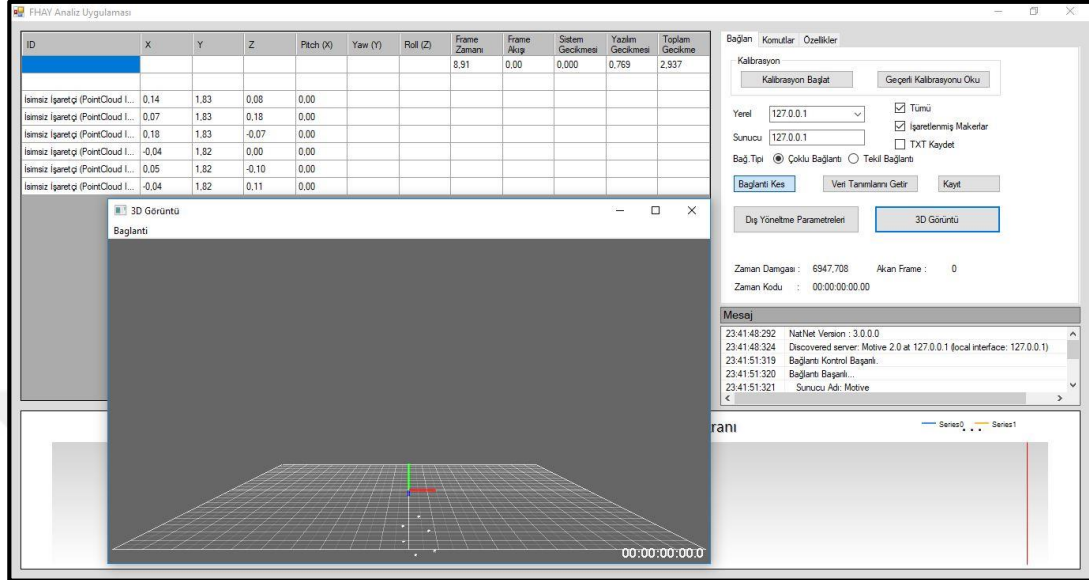 FHAY Analiz Uygulaması
ID X Y Z Pitch (X) Yaw (Y) Roll (Z) Frame Zamanı Frame Akışı Sistem Gecikmesi Yazılım Gecikmesi Toplam Gecikme
8,91 0,00 0,000 0,769 2,937
İsimsiz İşaretçi (PointCloud I... 0,14 1,83 0,08 0,00
İsimsiz İşaretçi (PointCloud I... 0,07 1,83 0,18 0,00
İsimsiz İşaretçi (PointCloud I... 0,18 1,83 -0,07 0,00
İsimsiz İşaretçi (PointCloud I... -0,04 1,82 0,00 0,00
İsimsiz İşaretçi (PointCloud I... 0,05 1,82 -0,10 0,00
İsimsiz İşaretçi (PointCloud I... -0,04 1,82 0,11 0,00
Bağlan Komutlar Özellikler
Kalibrasyon
Kalibrasyon Başlat Geçerli Kalibrasyonu Oku
Yerel 127.0.0.1
Tümü
İşaretlenmiş Makerlar
Sunucu 127.0.0.1
TXT Kaydet
Bağ.Tipi Çoklu Bağlantı Tekil Bağlantı
Baglanti Kes Veri Tanımlarını Getir Kayıt
Dış Yöneltme Parametreleri 3D Görüntü
Zaman Damgası : 6947,708 Akan Frame : 0
Zaman Kodu : 00:00:00:00.00
Mesaj
23:41:48:292 NatNet Version : 3.0.0.0
23:41:48:324 Discovered server: Motive 2.0 at 127.0.0.1 (local interface: 127.0.0.1)
23:41:51:319 Bağlantı Kontrol Başarılı.
23:41:51:320 Bağlantı Başarılı...
23:41:51:321 Sunucu Adı: Motive
3D Görüntü
Baglanti
00:00:00:00.0
ranı
Series0 Series1